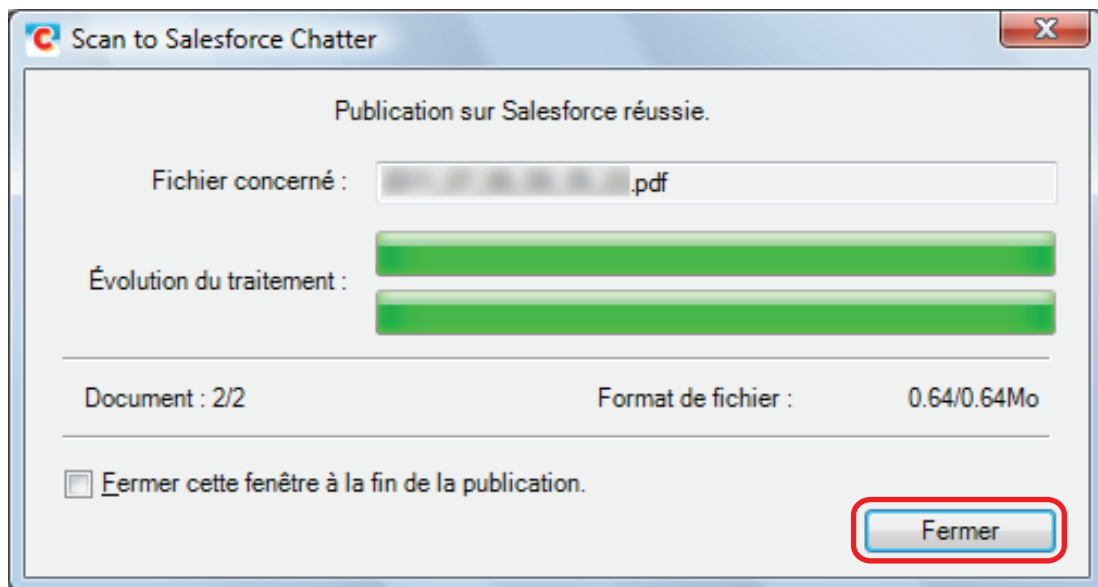 Scan to Salesforce Chatter
Publication sur Salesforce réussie.
Fichier concerné : .pdf
Évolution du traitement :
Document : 2/2 Format de fichier : 0.64/0.64Mo
Fermer cette fenêtre à la fin de la publication.
Fermer